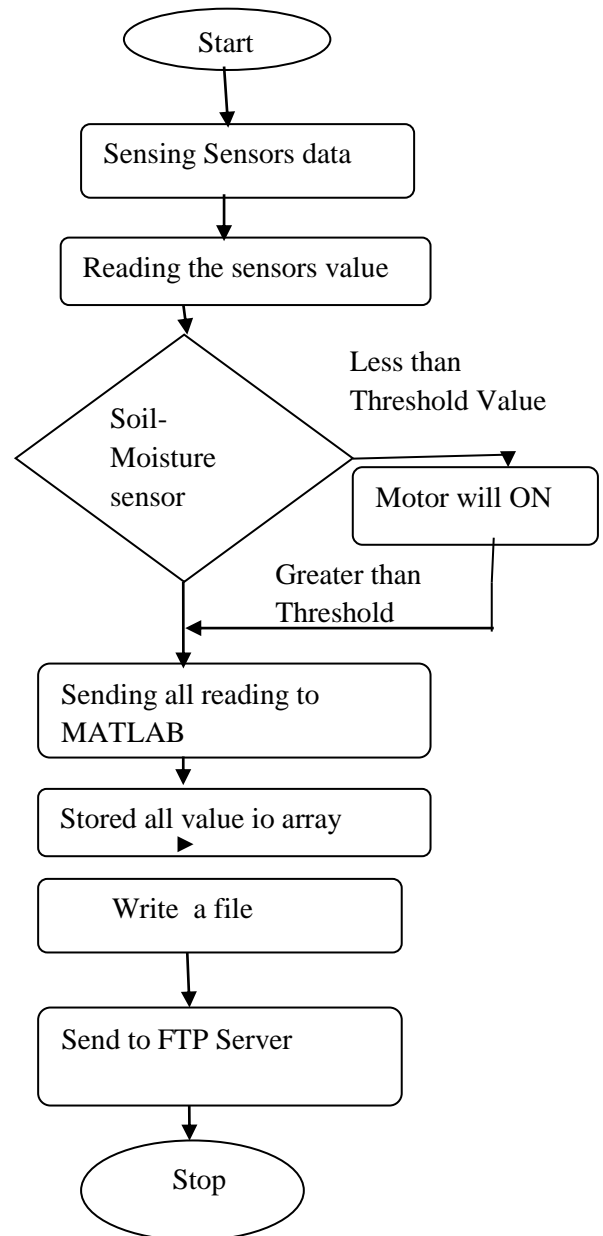 Start
Sensing Sensors data
Reading the sensors value
Less than
Threshold Value
Soil-
Moisture
sensor
Motor will ON
Greater than
Threshold
Sending all reading to
MATLAB
Stored all value io array
Write  a file
Send to FTP Server
Stop